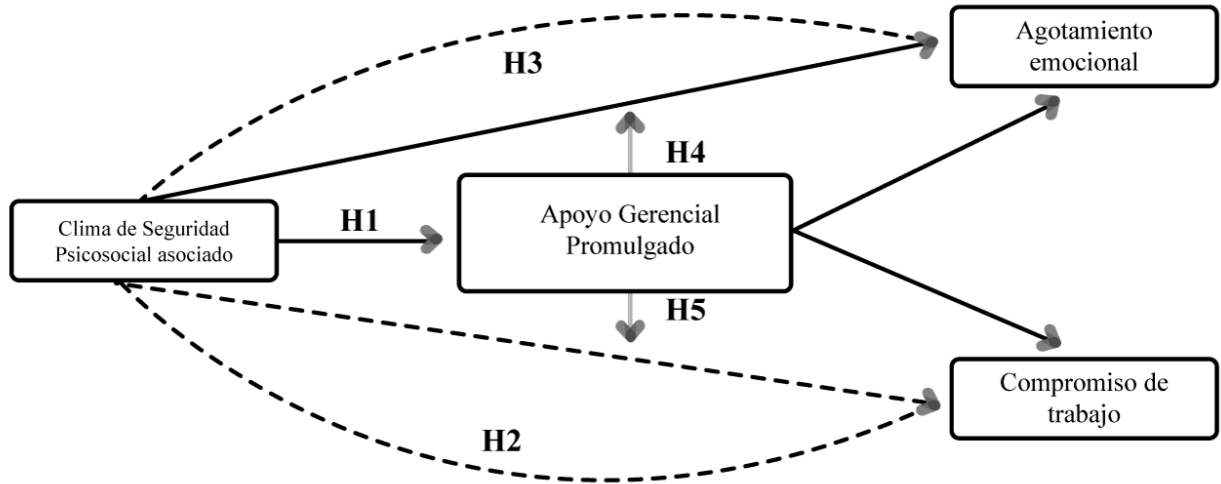 Agotamiento
emocional
H3
H4
Clima de Seguridad
Psicosocial asociado
H1
Apoyo Gerencial
Promulgado
H5
Compromiso de
trabajo
H2